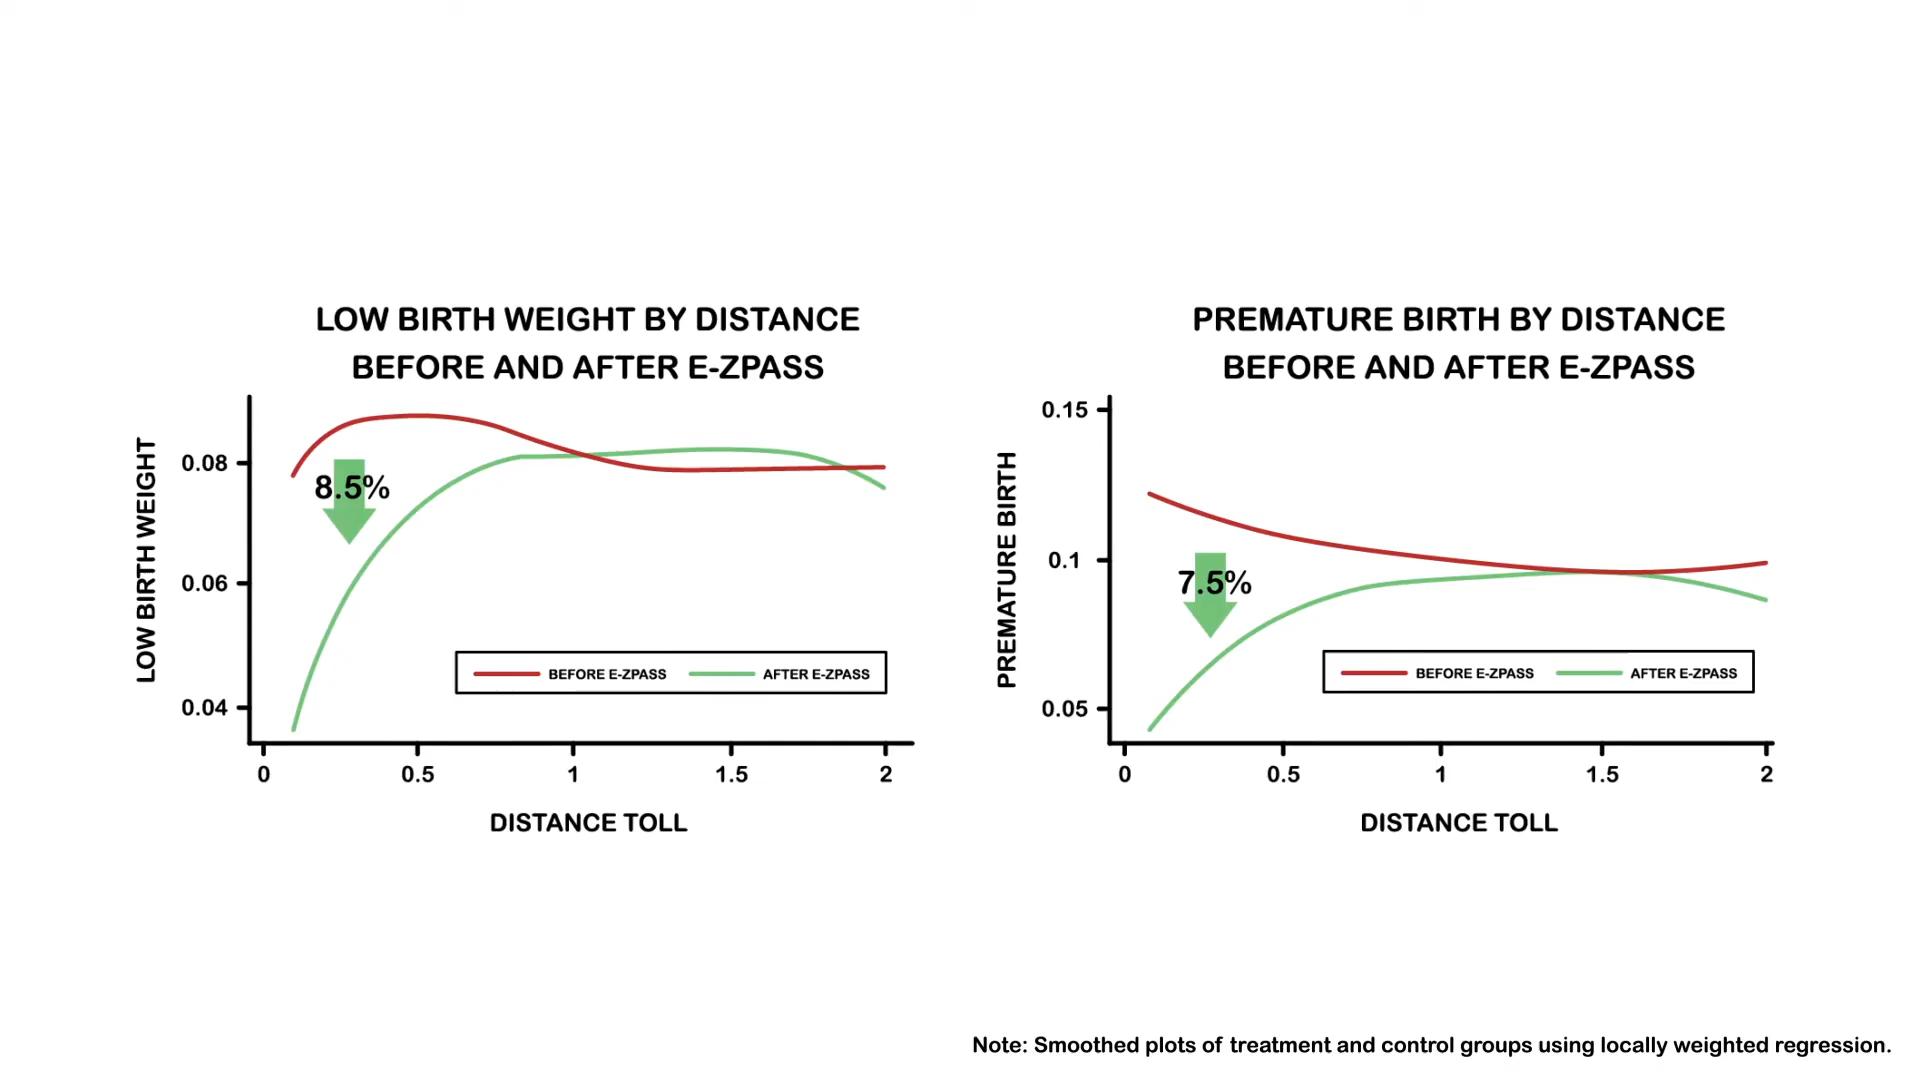 LOW BIRTH WEIGHT BY DISTANCE
BEFORE AND AFTER E-ZPASS
LOW BIRTH WEIGHT
0.08
0.06
0.04
8.5%
BEFORE E-ZPASS
AFTER E-ZPASS
0
0.5
1
1.5
2
DISTANCE TOLL
PREMATURE BIRTH BY DISTANCE
BEFORE AND AFTER E-ZPASS
PREMATURE BIRTH
0.15
0.1
0.05
7.5%
BEFORE E-ZPASS
AFTER E-ZPASS
0
0.5
1
1.5
2
DISTANCE TOLL
Note: Smoothed plots of treatment and control groups using locally weighted regression.